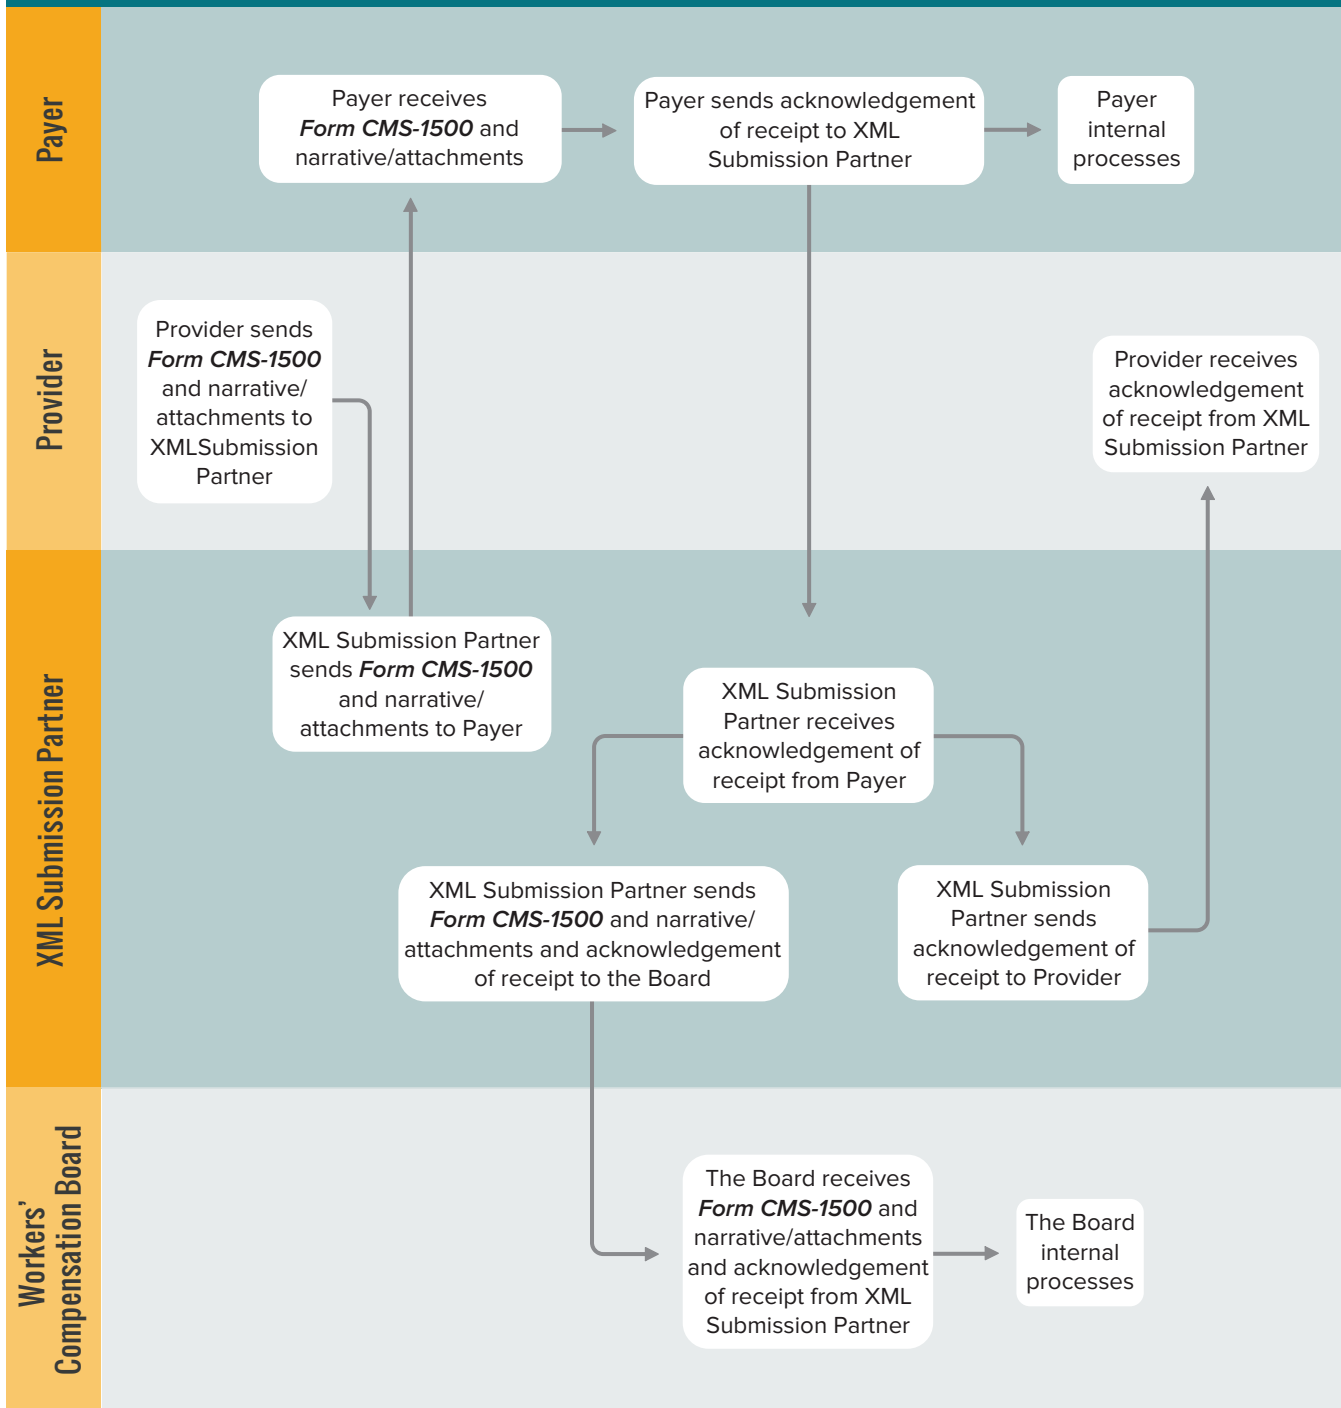 Payer
Payer receives
Form CMS-1500 and
narrative/attachments
Payer sends acknowledgement
of receipt to XML
Submission Partner
Payer
internal
processes
Provider
Provider sends
Form CMS-1500
and narrative/
attachments to
XMLSubmission
Partner
Provider receives
acknowledgement
of receipt from XML
Submission Partner
XML Submission Partner
XML Submission Partner
sends Form CMS-1500
and narrative/
attachments to Payer
XML Submission
Partner receives
acknowledgement of
receipt from Payer
XML Submission Partner sends
Form CMS-1500 and narrative/
attachments and acknowledgement
of receipt to the Board
XML Submission
Partner sends
acknowledgement of
receipt to Provider
Workers’
Compensation Board
The Board receives
Form CMS-1500 and
narrative/attachments
and acknowledgement
of receipt from XML
Submission Partner
The Board
internal
processes